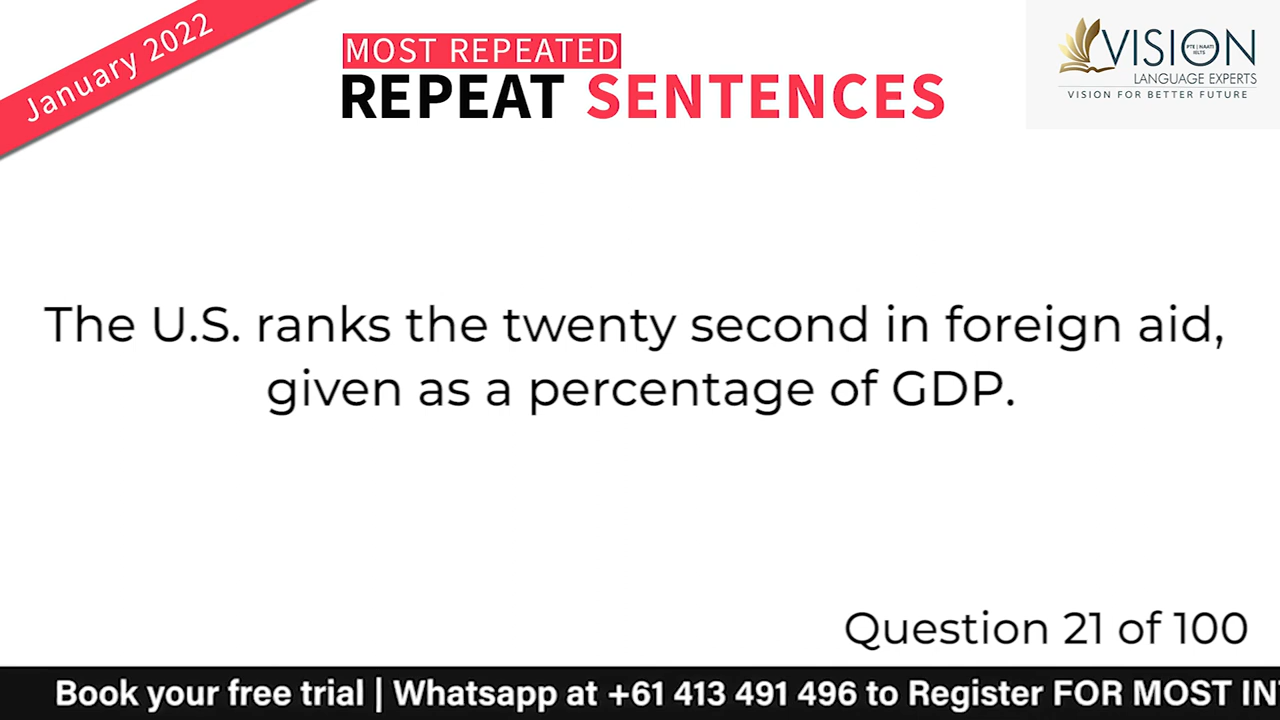 January 2022
MOST REPEATED
REPEAT SENTENCES
VISION
PTE | NAATI
IELTS
LANGUAGE EXPERTS
VISION FOR BETTER FUTURE
The U.S. ranks the twenty second in foreign aid,
given as a percentage of GDP.
Question 21 of 100
Book your free trial | Whatsapp at +61 413 491 496 to Register FOR MOST